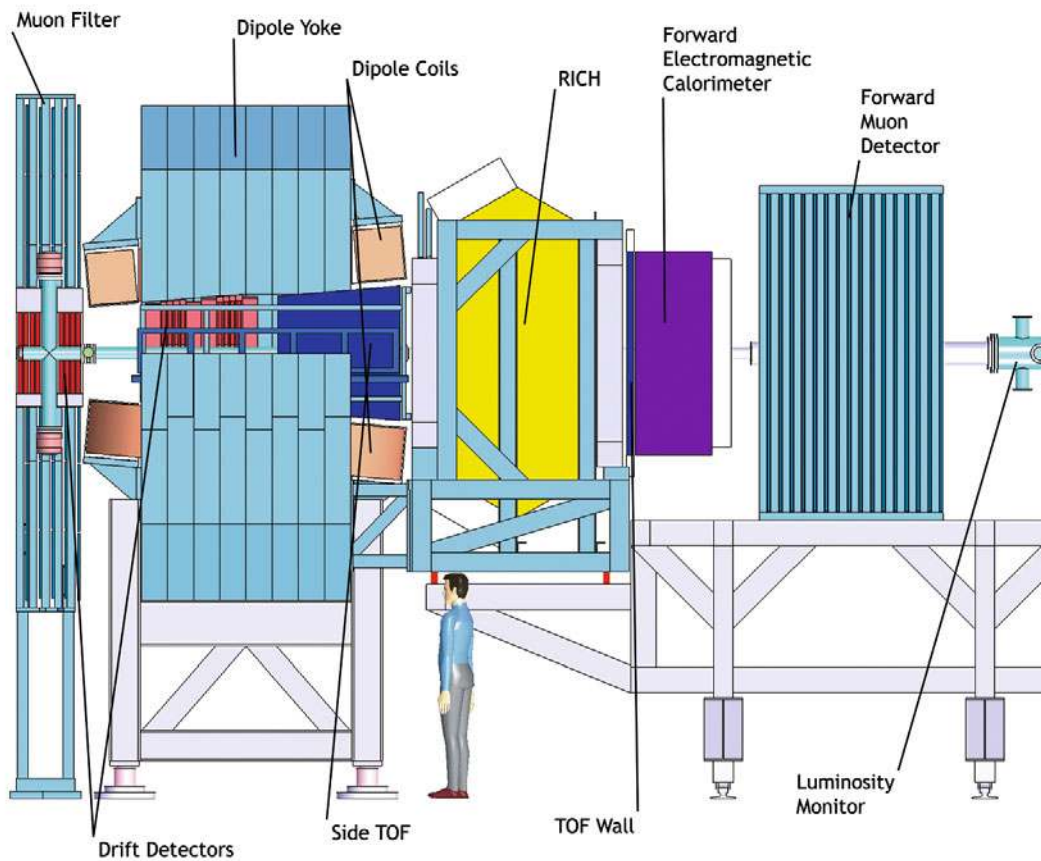 Muon Filter
Dipole Yoke
Dipole Coils
RICH
Forward
Electromagnetic
Calorimeter
Forward
Muon
Detector
Drift Detectors
Side TOF
TOF Wall
Luminosity
Monitor